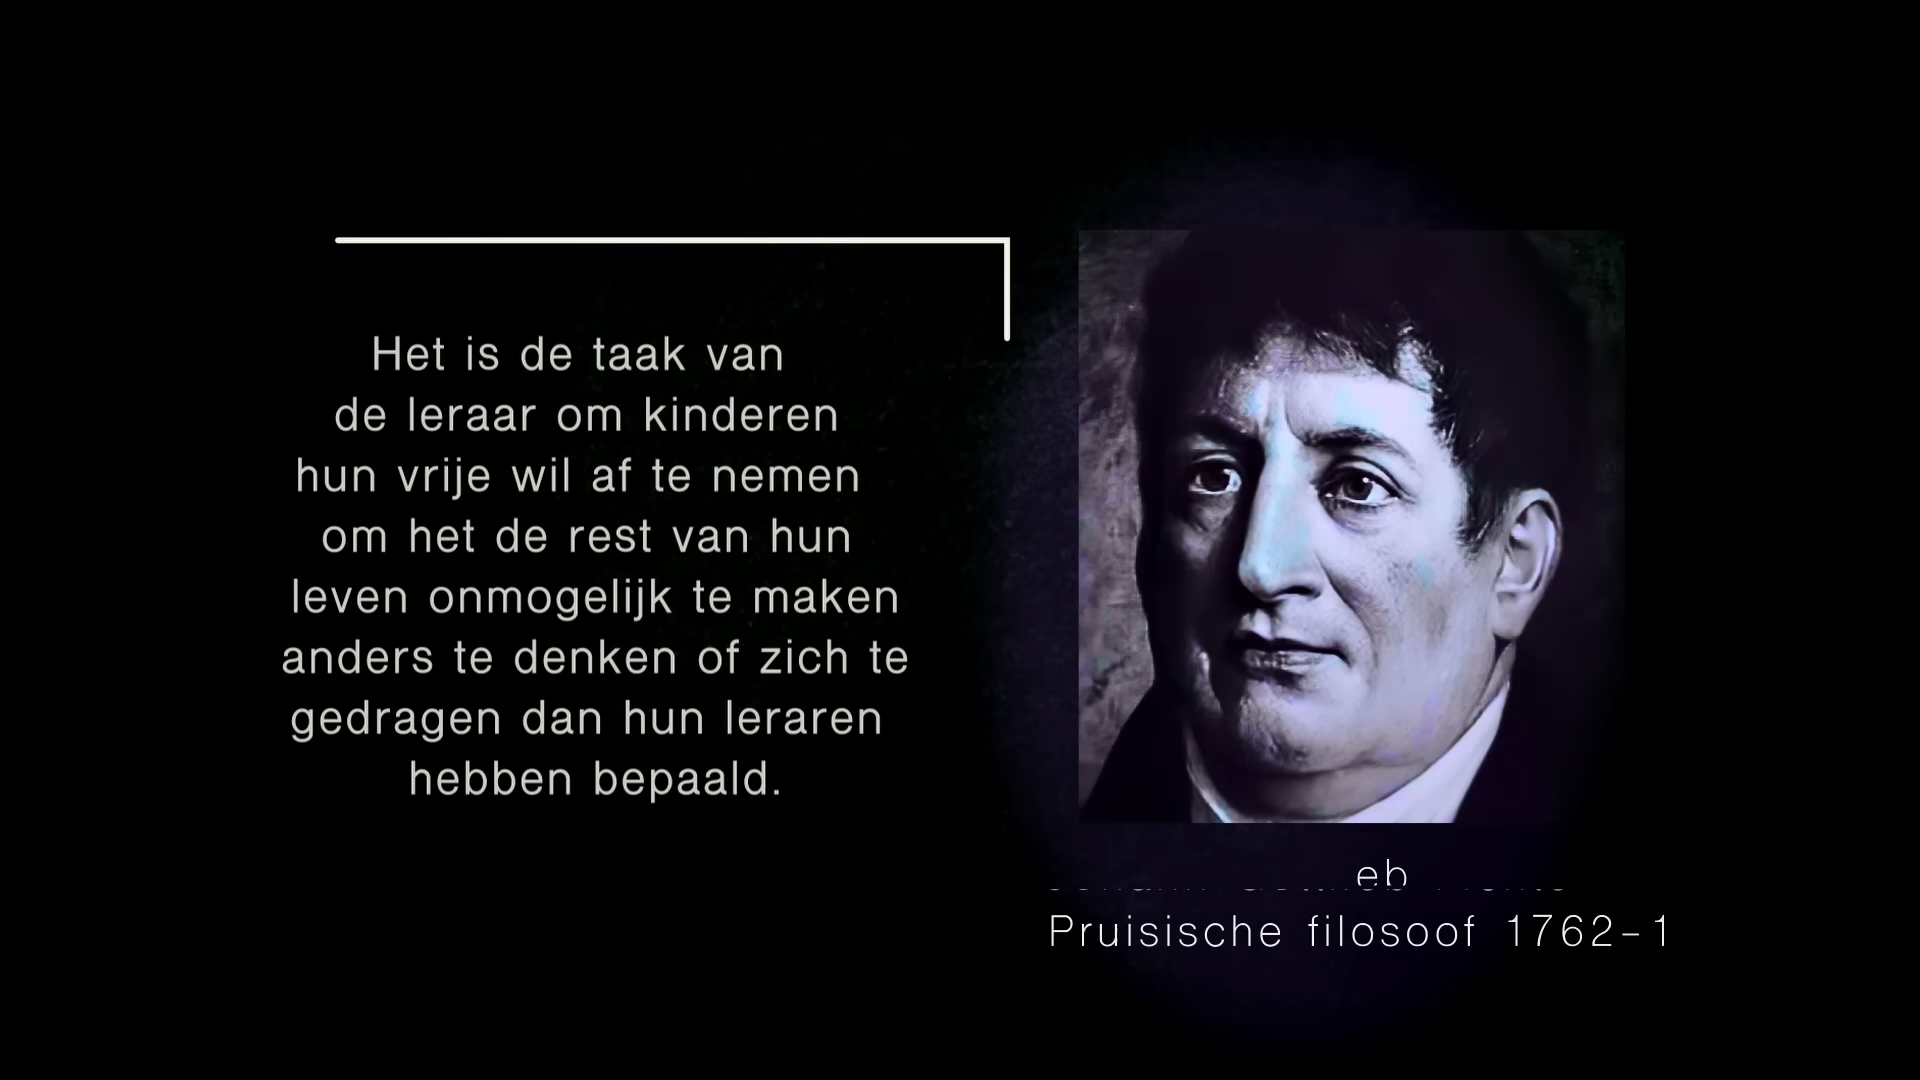 Het is de taak van
de leraar om kinderen
hun vrije wil af te nemen
om het de rest van hun
leven onmogelijk te maken
anders te denken of zich te
gedragen dan hun leraren
hebben bepaald.
eb
Pruisische filosoof 1762-1